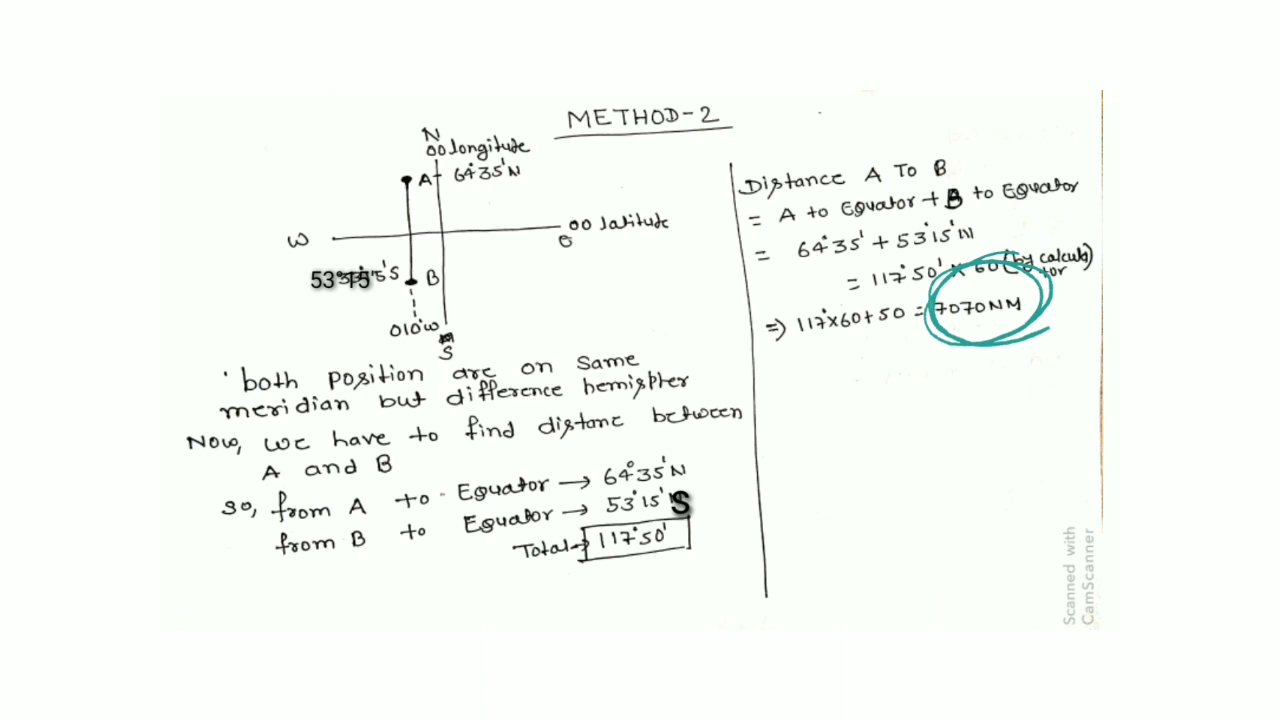 METHOD-2
N
00 longitude
A 64°35'N
W
00 latitude
E
53°15'S B
010°W
S
both position are on same
meridian but difference hemispher
Now, we have to find distanc between
A and B
so, from A to Equator → 64°35'N
from B to Equator → 53°15' S
Total → 117°50'
Distance A To B
= A to Equator + B to Equator
= 64°35' + 53°15'N
= 117°50' × 60 (by calcula
tor
=) 117°×60+50 = 7070NM
Scanned with
CamScanner